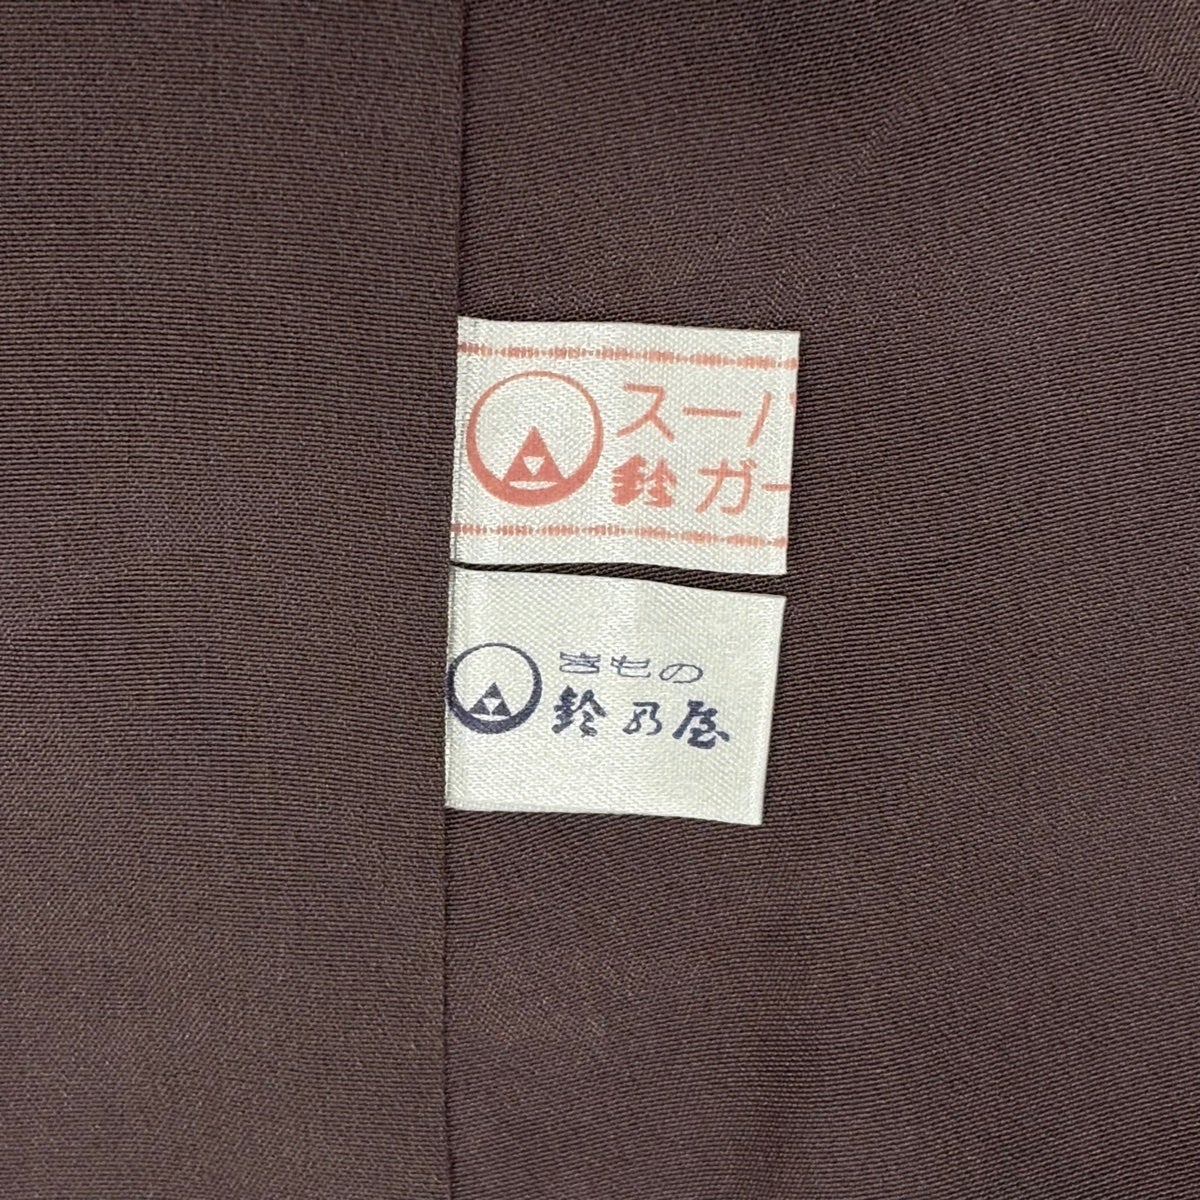 スーパ
鈴ガー
きもの
鈴乃屋